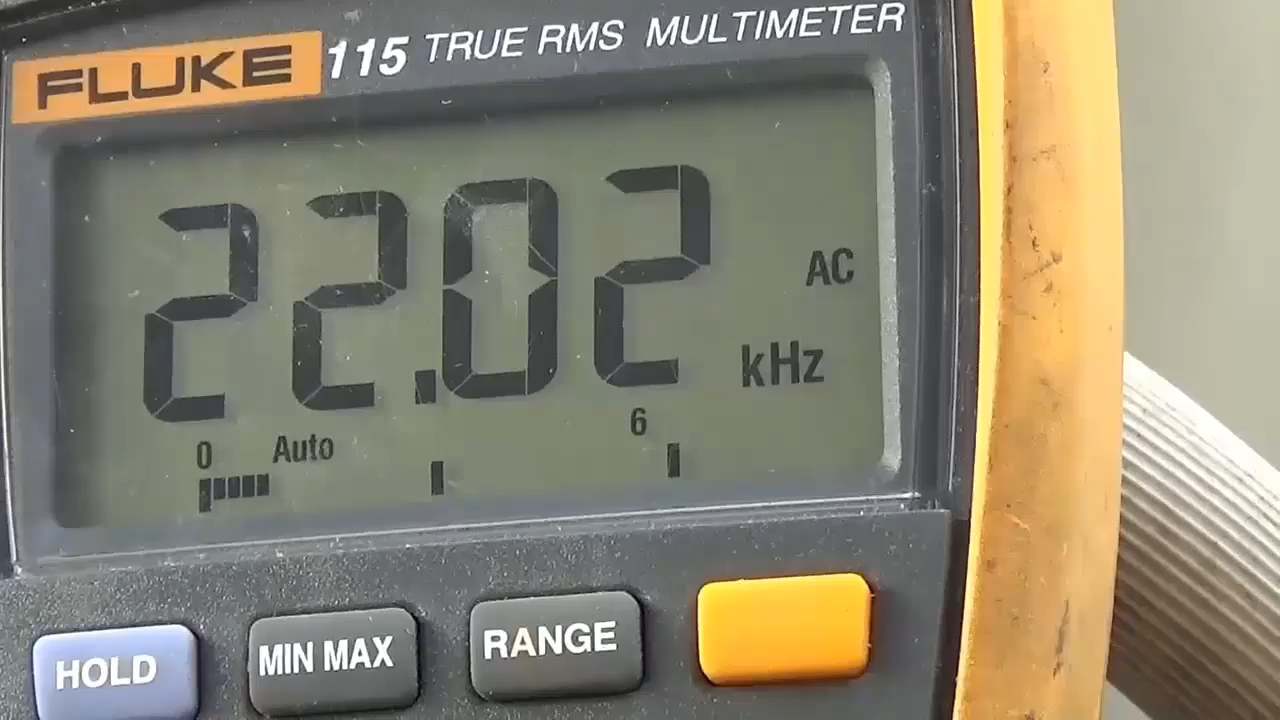 FLUKE 115 TRUE RMS MULTIMETER
22.02 AC kHz
0 Auto 6
HOLD MIN MAX RANGE